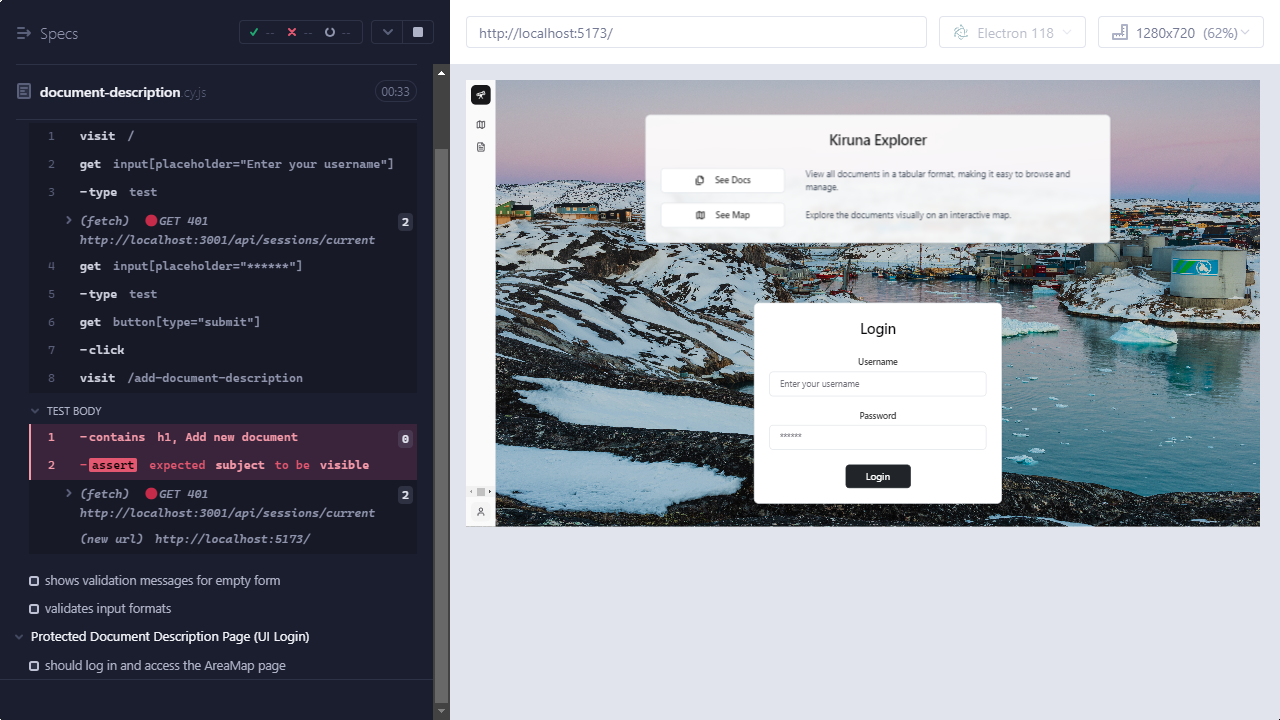 Specs
--
--
--
http://localhost:5173/
Electron 118
1280x720 (62%)
document-description.cy.js
00:33
1 visit /
2 get input[placeholder="Enter your username"]
3 -type test
(fetch) GET 401 2
http://localhost:3001/api/sessions/current
4 get input[placeholder="******"]
5 -type test
6 get button[type="submit"]
7 -click
8 visit /add-document-description
TEST BODY
1 -contains h1, Add new document 0
2 -assert expected subject to be visible
(fetch) GET 401 2
http://localhost:3001/api/sessions/current
(new url) http://localhost:5173/
shows validation messages for empty form
validates input formats
Protected Document Description Page (UI Login)
should log in and access the AreaMap page
Kiruna Explorer
See Docs
View all documents in a tabular format, making it easy to browse and
manage.
See Map
Explore the documents visually on an interactive map.
Login
Username
Enter your username
Password
******
Login